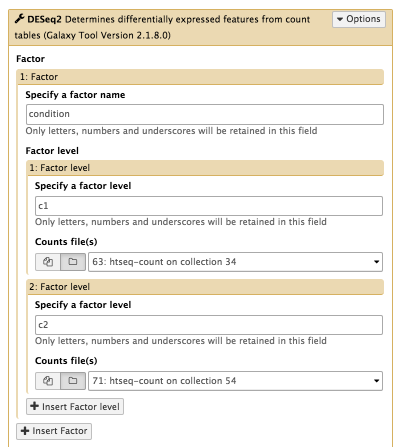 DESeq2 Determines differentially expressed features from count
tables (Galaxy Tool Version 2.1.8.0)
Options
Factor
1: Factor
Specify a factor name
condition
Only letters, numbers and underscores will be retained in this field
Factor level
1: Factor level
Specify a factor level
c1
Only letters, numbers and underscores will be retained in this field
Counts file(s)
63: htseq-count on collection 34
2: Factor level
Specify a factor level
c2
Only letters, numbers and underscores will be retained in this field
Counts file(s)
71: htseq-count on collection 54
Insert Factor level
Insert Factor